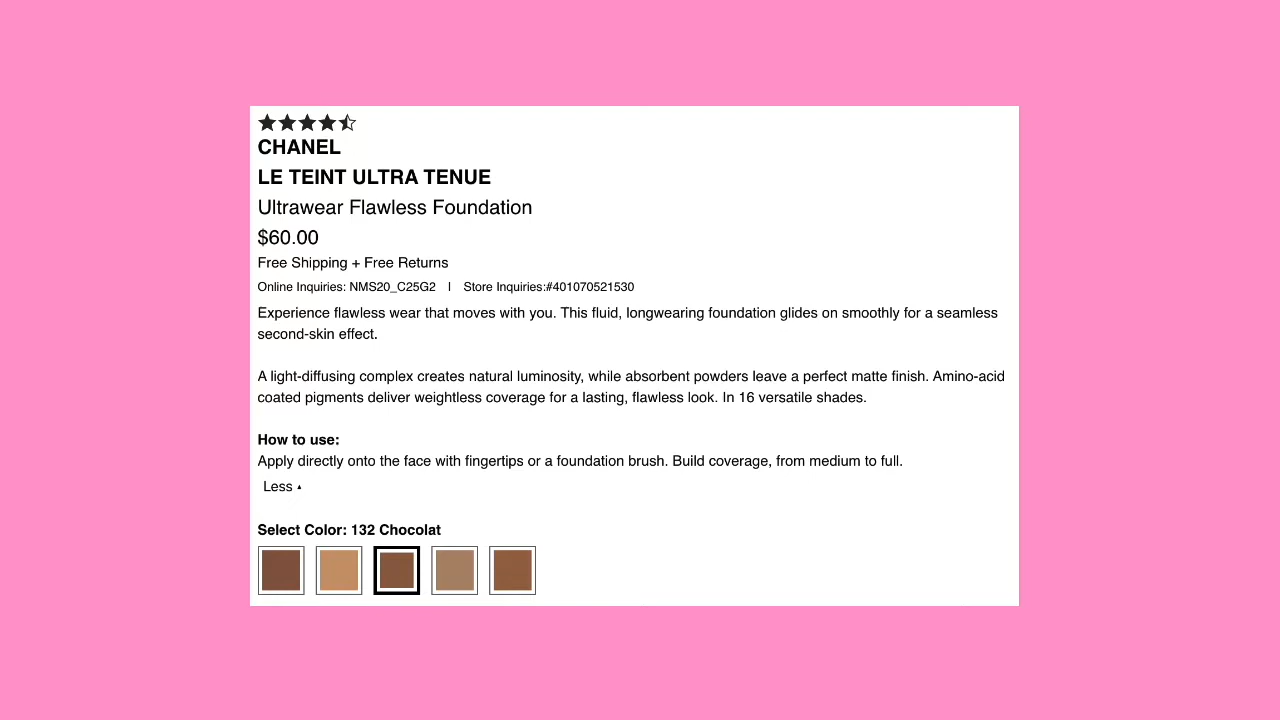 CHANEL
LE TEINT ULTRA TENUE
Ultrawear Flawless Foundation
$60.00
Free Shipping + Free Returns
Online Inquiries: NMS20_C25G2 | Store Inquiries:#401070521530
Experience flawless wear that moves with you. This fluid, longwearing foundation glides on smoothly for a seamless
second-skin effect.
A light-diffusing complex creates natural luminosity, while absorbent powders leave a perfect matte finish. Amino-acid
coated pigments deliver weightless coverage for a lasting, flawless look. In 16 versatile shades.
How to use:
Apply directly onto the face with fingertips or a foundation brush. Build coverage, from medium to full.
Less ▴
Select Color: 132 Chocolat